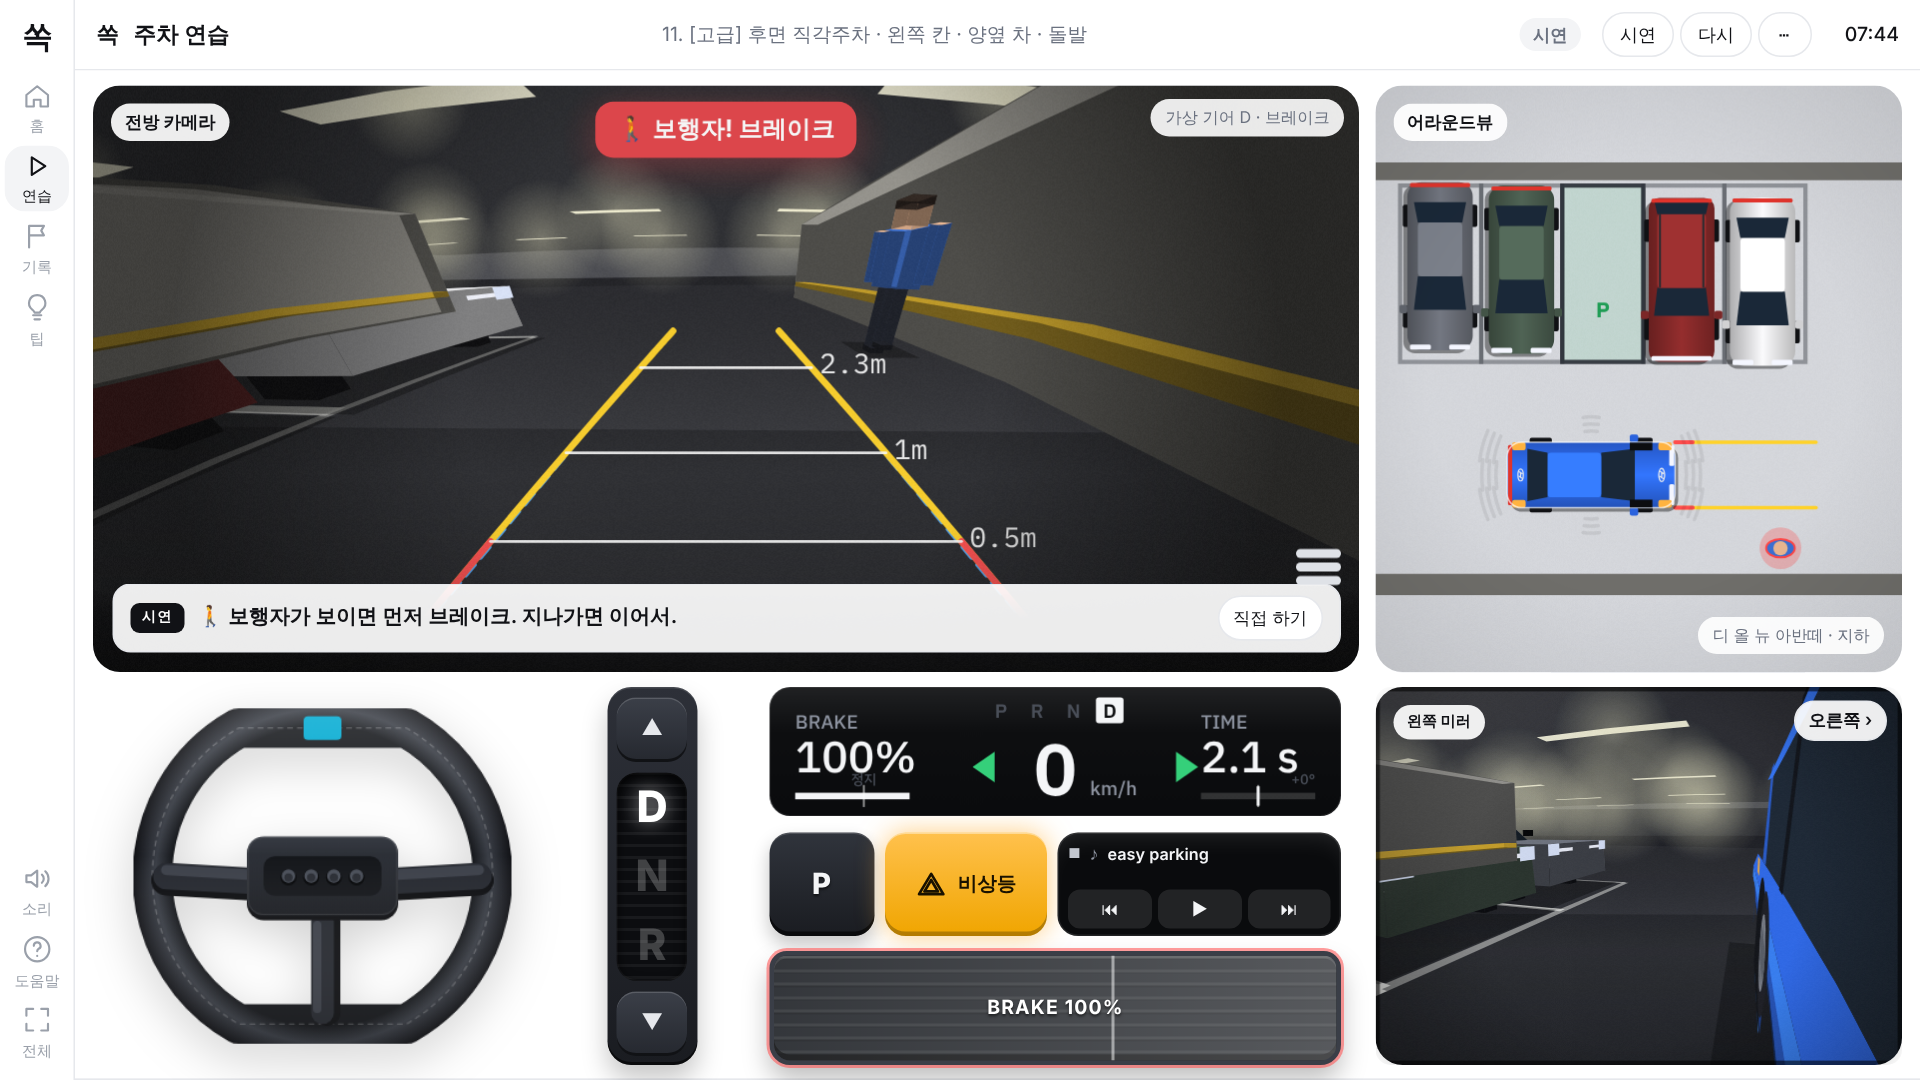 쏙
홈
연습
기록
팁
소리
도움말
전체
쏙 주차 연습
11. [고급] 후면 직각주차 · 왼쪽 칸 · 양옆 차 · 돌발
시연
시연
다시
···
07:44
전방 카메라
🚶 보행자! 브레이크
가상 기어 D · 브레이크
2.3m
1m
0.5m
시연 🚶 보행자가 보이면 먼저 브레이크. 지나가면 이어서.
직접 하기
어라운드뷰
P
디 올 뉴 아반떼 · 지하
D
N
R
P R N D
BRAKE
100%
정지
0 km/h
TIME
2.1 s
+0°
P
비상등
♪ easy parking
BRAKE 100%
왼쪽 미러
오른쪽 ›